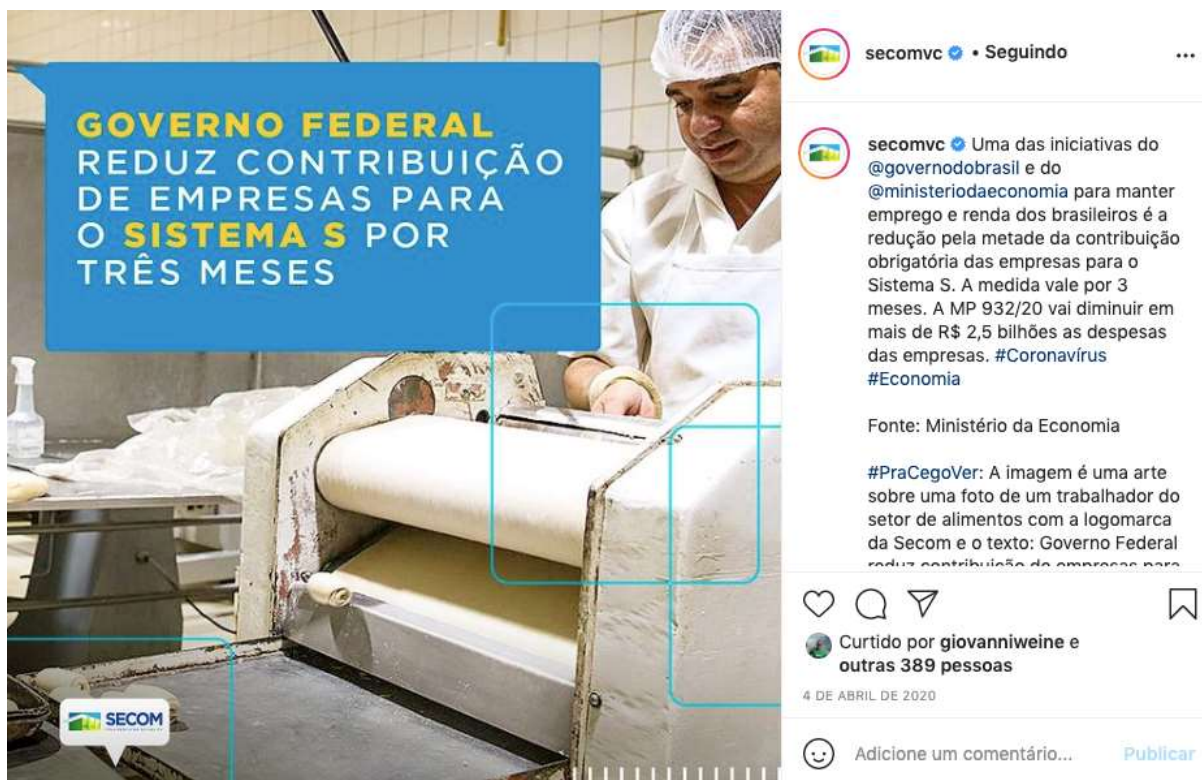 GOVERNO FEDERAL
REDUZ CONTRIBUIÇÃO
DE EMPRESAS PARA
O SISTEMA S POR
TRÊS MESES
SECOM
secomvc • Seguindo
secomvc Uma das iniciativas do
@governodobrasil e do
@ministeriodaeconomia para manter
emprego e renda dos brasileiros é a
redução pela metade da contribuição
obrigatória das empresas para o
Sistema S. A medida vale por 3
meses. A MP 932/20 vai diminuir em
mais de R$ 2,5 bilhões as despesas
das empresas. #Coronavírus
#Economia
Fonte: Ministério da Economia
#PraCegoVer: A imagem é uma arte
sobre uma foto de um trabalhador do
setor de alimentos com a logomarca
da Secom e o texto: Governo Federal
reduz contribuição de empresas para
Curtido por giovanniweine e
outras 389 pessoas
4 DE ABRIL DE 2020
Adicione um comentário... Publicar